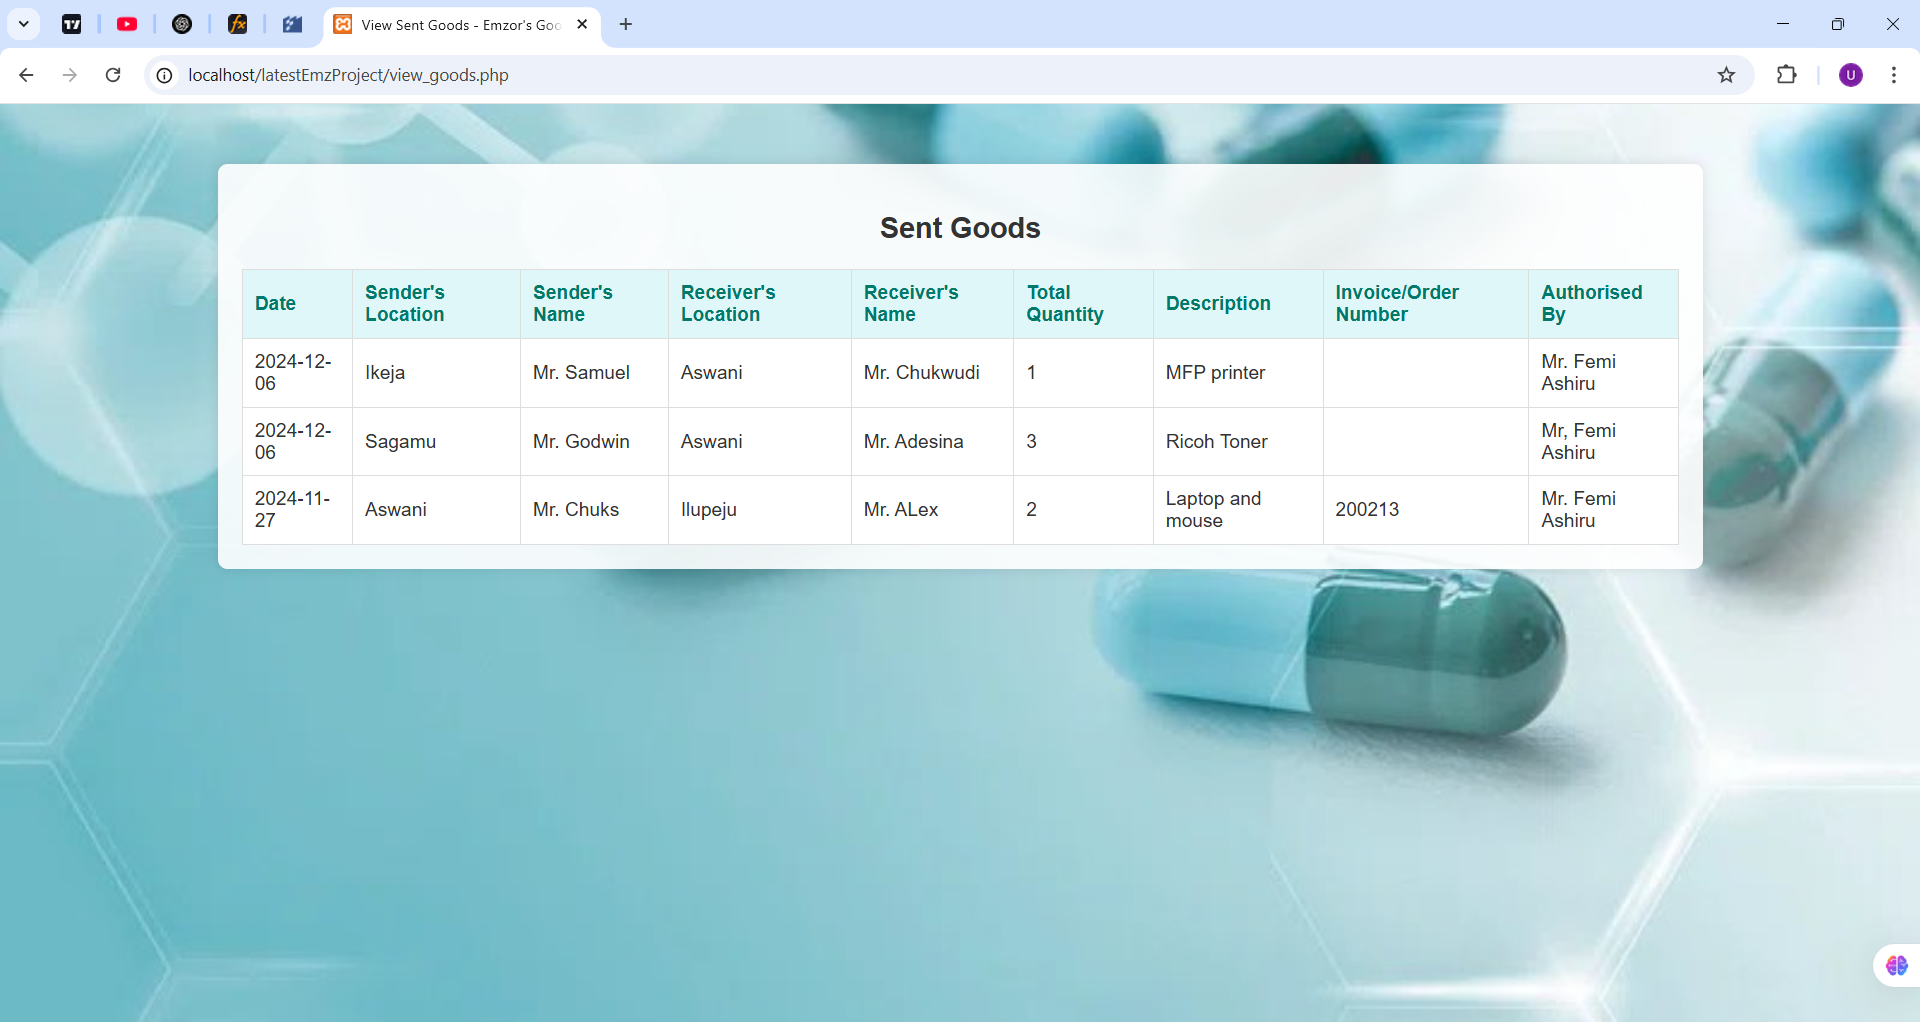 View Sent Goods - Emzor's Goo
localhost/latestEmzProject/view_goods.php
U
Sent Goods
Date
Sender's
Location
Sender's
Name
Receiver's
Location
Receiver's
Name
Total
Quantity
Description
Invoice/Order
Number
Authorised
By
2024-12-
06
Ikeja
Mr. Samuel
Aswani
Mr. Chukwudi
1
MFP printer
Mr. Femi
Ashiru
2024-12-
06
Sagamu
Mr. Godwin
Aswani
Mr. Adesina
3
Ricoh Toner
Mr, Femi
Ashiru
2024-11-
27
Aswani
Mr. Chuks
Ilupeju
Mr. ALex
2
Laptop and
mouse
200213
Mr. Femi
Ashiru